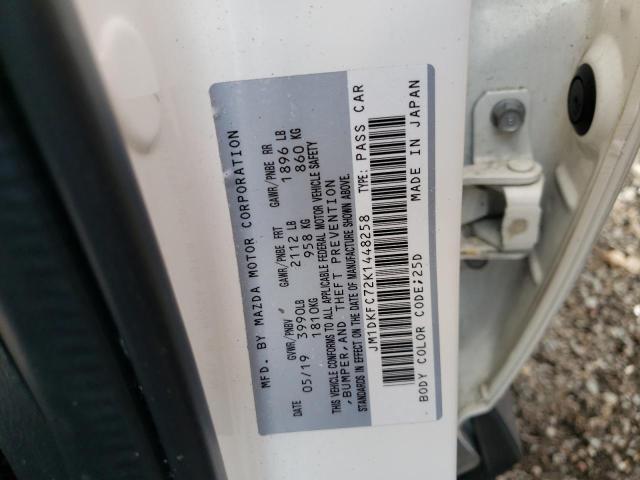 MFD. BY MAZDA MOTOR CORPORATION
DATE GVWR/PNBV GAWR/PNBE FRT GAWR/PNBE RR
05/19 3990LB 2112 LB 1896 LB
1810KG 958 KG 860 KG
THIS VEHICLE CONFORMS TO ALL APPLICABLE FEDERAL MOTOR VEHICLE SAFETY
,BUMPER,AND THEFT PREVENTION
STANDARDS IN EFFECT ON THE DATE OF MANUFACTURE SHOWN ABOVE.
JM1DKFC72K1448258 TYPE: PASS CAR
BODY COLOR CODE;25D MADE IN JAPAN